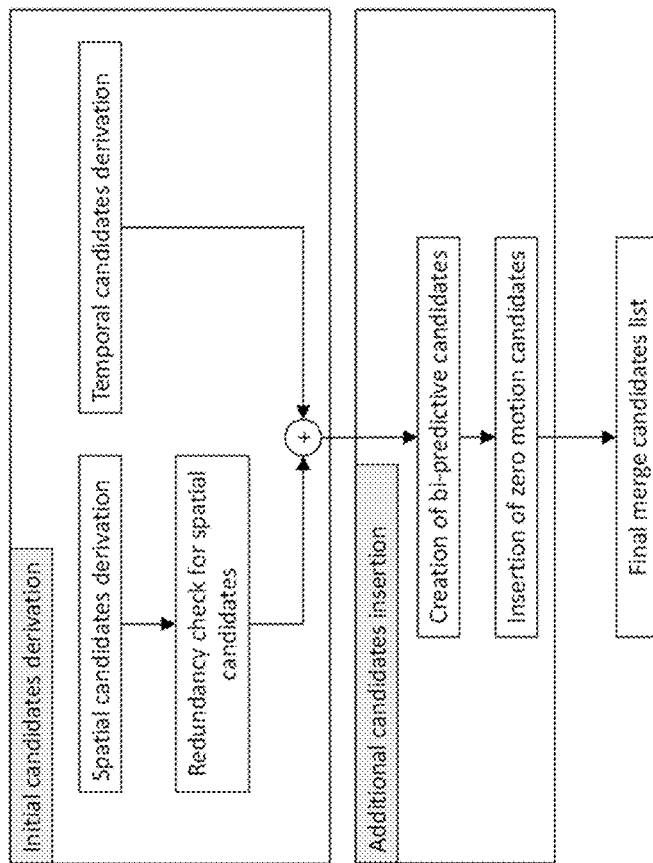 Initial candidates derivation
Spatial candidates derivation
Temporal candidates derivation
Redundancy check for spatial
candidates
+
Additional candidates insertion
Creation of bi-predictive candidates
Insertion of zero motion candidates
Final merge candidates list